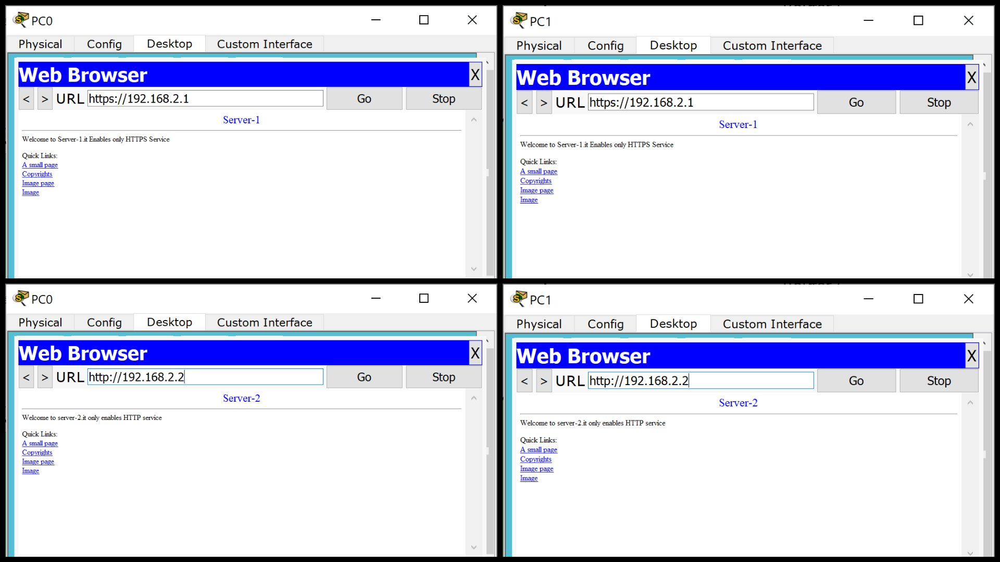 PC0
Physical Config Desktop Custom Interface
Web Browser X
< > URL https://192.168.2.1 Go Stop
Server-1
Welcome to Server-1.it Enables only HTTPS Service
Quick Links:
A small page
Copyrights
Image page
Image
PC1
Physical Config Desktop Custom Interface
Web Browser X
< > URL https://192.168.2.1 Go Stop
Server-1
Welcome to Server-1.it Enables only HTTPS Service
Quick Links:
A small page
Copyrights
Image page
Image
PC0
Physical Config Desktop Custom Interface
Web Browser X
< > URL http://192.168.2.2 Go Stop
Server-2
Welcome to server-2.it only enables HTTP service
Quick Links:
A small page
Copyrights
Image page
Image
PC1
Physical Config Desktop Custom Interface
Web Browser X
< > URL http://192.168.2.2 Go Stop
Server-2
Welcome to server-2.it only enables HTTP service
Quick Links:
A small page
Copyrights
Image page
Image